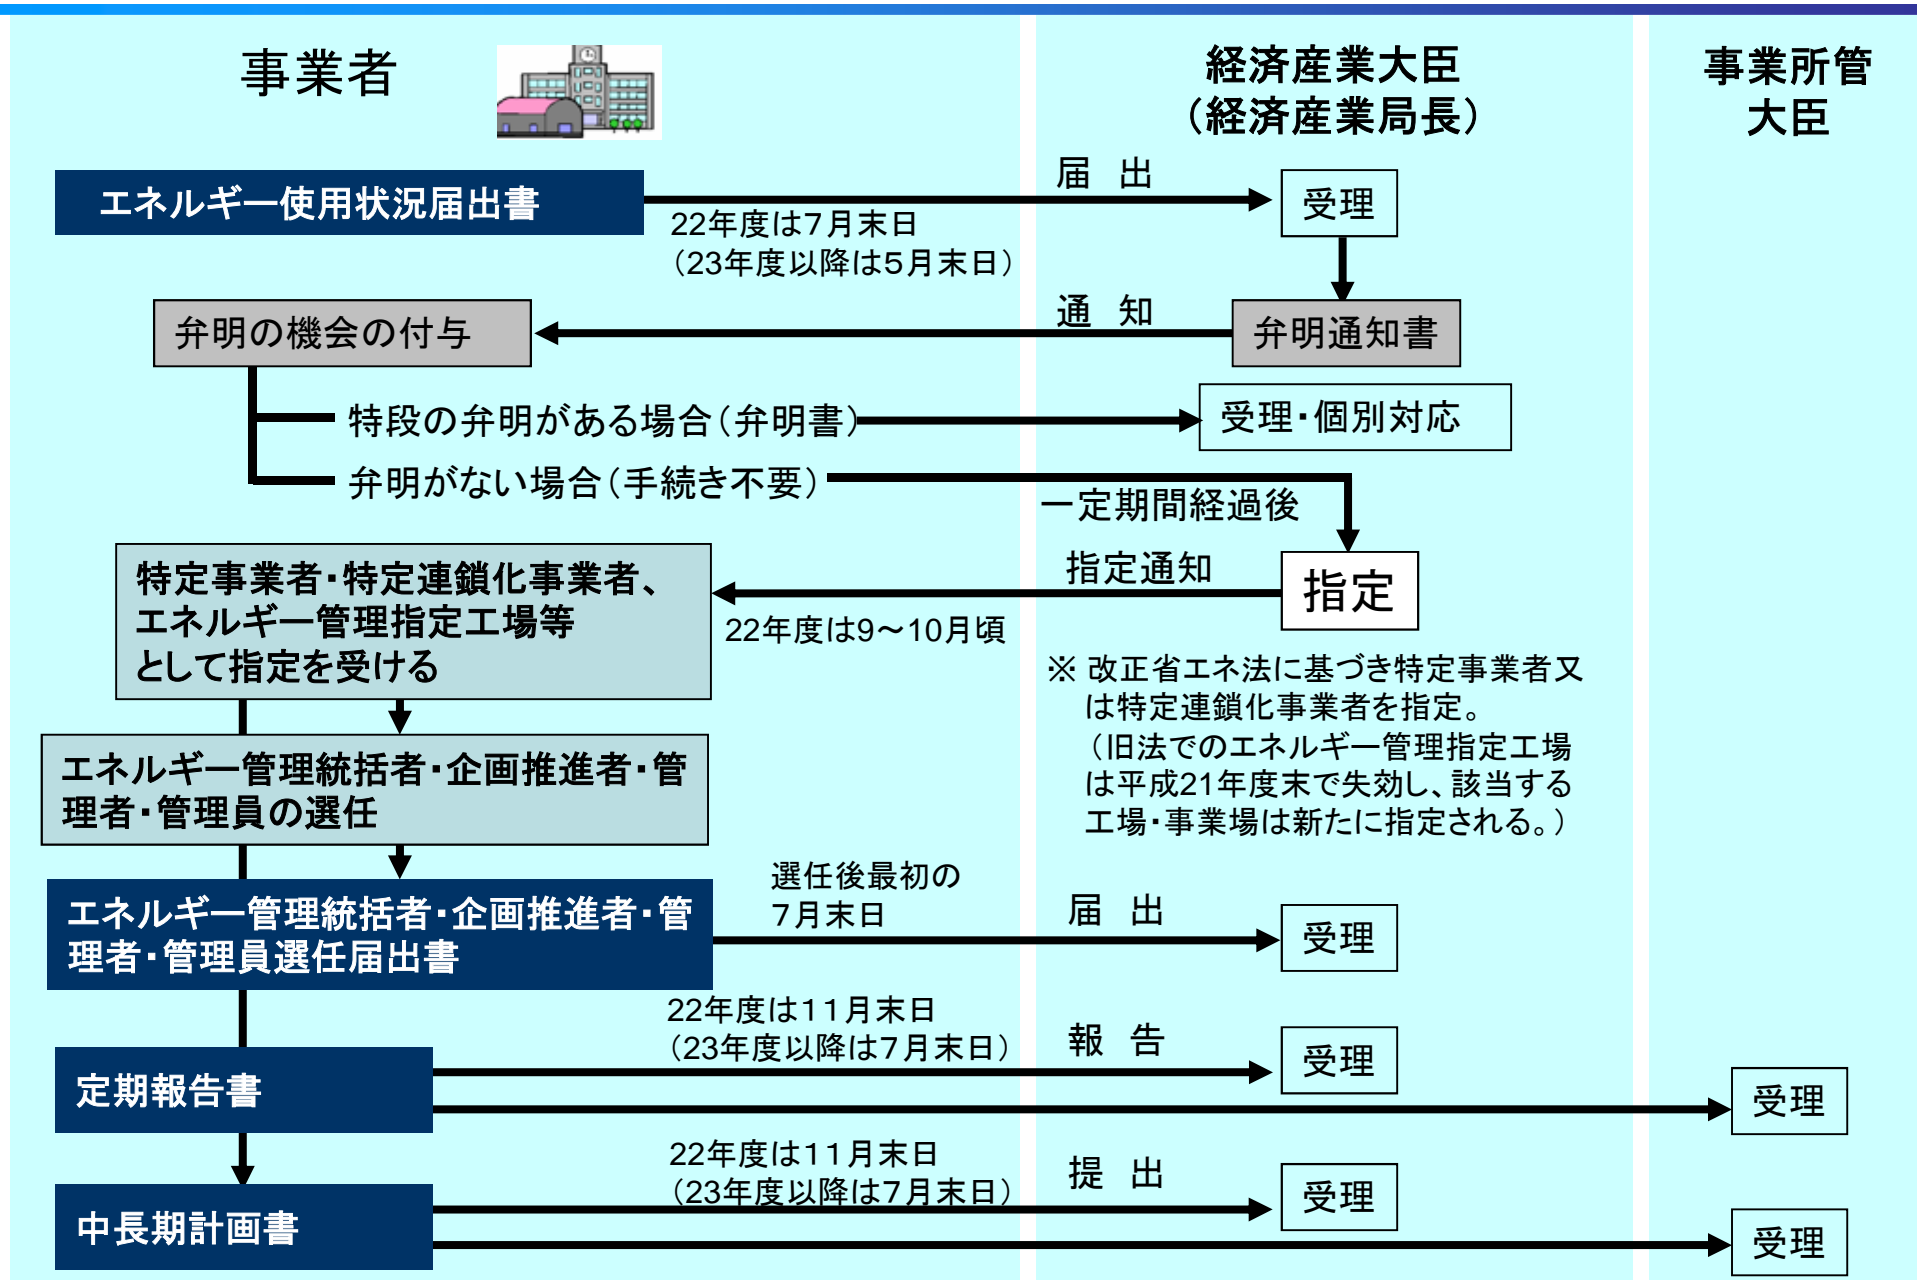 事業者
経済産業大臣
（経済産業局長）
事業所管
大臣
エネルギー使用状況届出書
届 出
受理
22年度は7月末日
（23年度以降は5月末日）
弁明の機会の付与
通 知
弁明通知書
特段の弁明がある場合（弁明書）
受理・個別対応
弁明がない場合（手続き不要）
一定期間経過後
特定事業者・特定連鎖化事業者、
エネルギー管理指定工場等
として指定を受ける
指定通知
指定
22年度は9～10月頃
※ 改正省エネ法に基づき特定事業者又
は特定連鎖化事業者を指定。
（旧法でのエネルギー管理指定工場
は平成21年度末で失効し、該当する
工場・事業場は新たに指定される。）
エネルギー管理統括者・企画推進者・管
理者・管理員の選任
エネルギー管理統括者・企画推進者・管
理者・管理員選任届出書
選任後最初の
7月末日
届 出
受理
22年度は11月末日
（23年度以降は7月末日）
報 告
受理
定期報告書
受理
22年度は11月末日
（23年度以降は7月末日）
提 出
受理
中長期計画書
受理